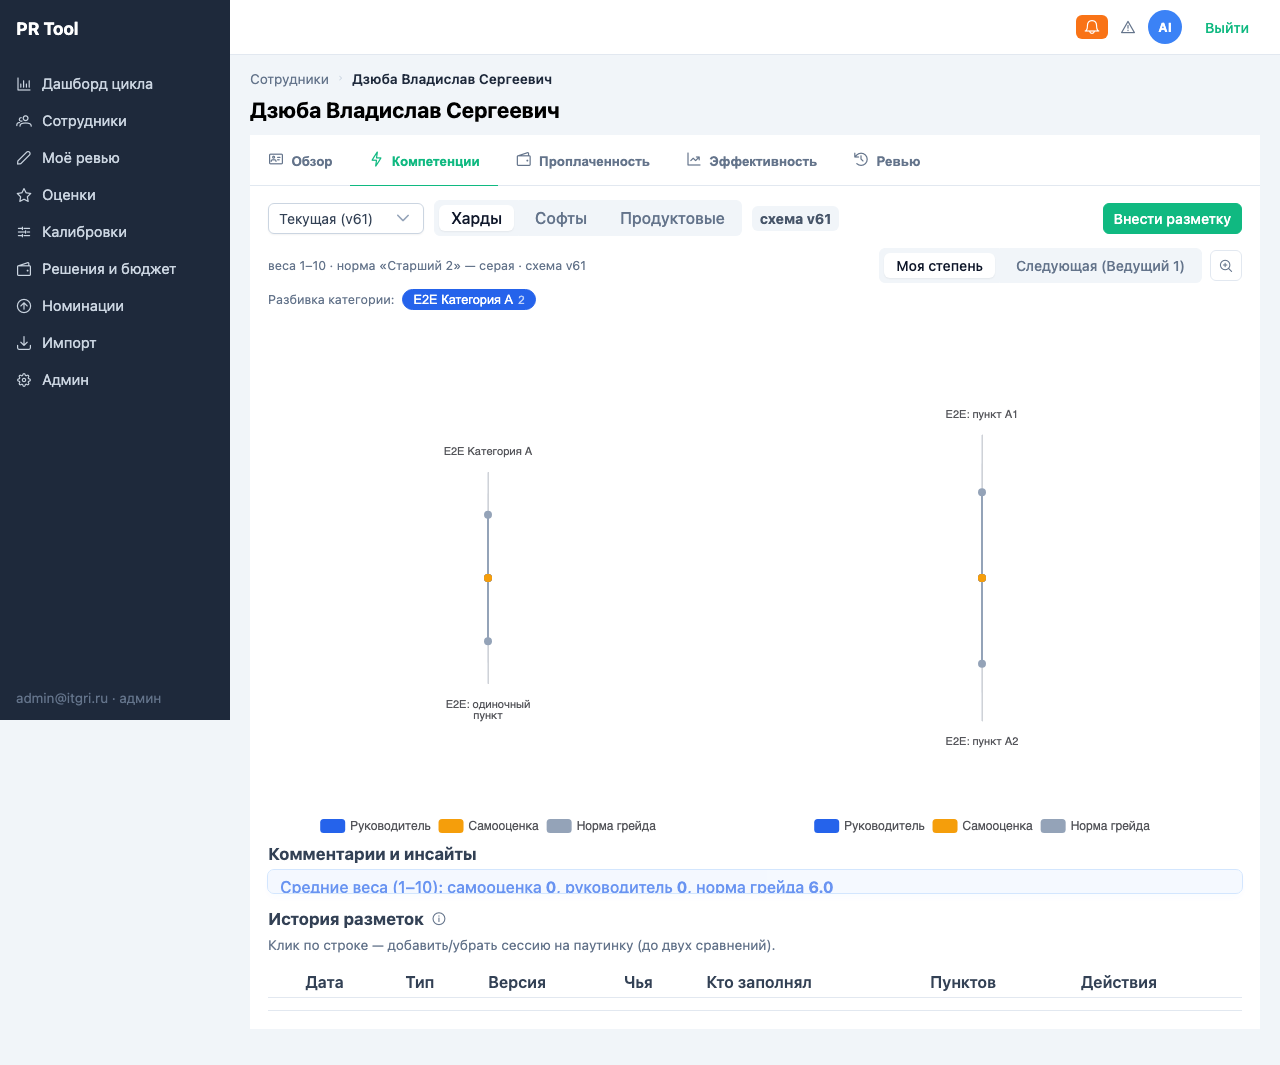 PR Tool
AI
Выйти
Дашборд цикла
Сотрудники
Моё ревью
Оценки
Калибровки
Решения и бюджет
Номинации
Импорт
Админ
admin@itgri.ru · админ
Сотрудники › Дзюба Владислав Сергеевич
Дзюба Владислав Сергеевич
Обзор Компетенции Проплаченность Эффективность Ревью
Текущая (v61) Харды Софты Продуктовые схема v61 Внести разметку
веса 1–10 · норма «Старший 2» — серая · схема v61 Моя степень Следующая (Ведущий 1)
Разбивка категории: E2E Категория А 2
E2E Категория А
E2E: одиночный
пункт
E2E: пункт А1
E2E: пункт А2
Руководитель Самооценка Норма грейда
Руководитель Самооценка Норма грейда
Комментарии и инсайты
Средние веса (1–10): самооценка 0, руководитель 0, норма грейда 6.0
История разметок
Клик по строке — добавить/убрать сессию на паутинку (до двух сравнений).
Дата Тип Версия Чья Кто заполнял Пунктов Действия